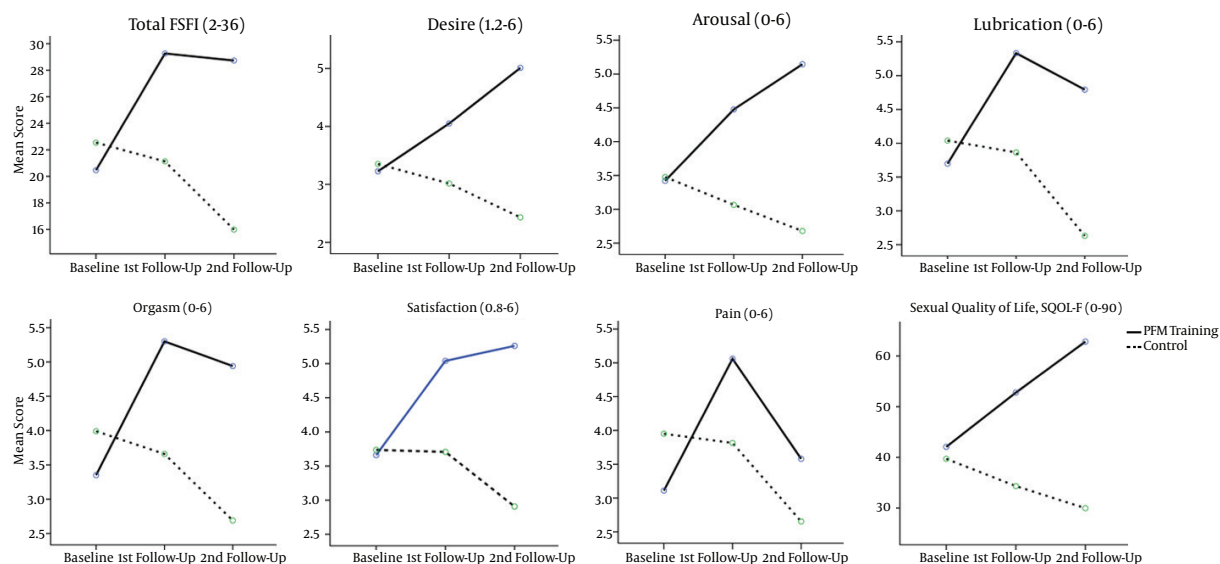 Total FSFI (2-36)
Desire (1.2-6)
Arousal (0-6)
Lubrication (0-6)
Mean Score
30
28
26
24
22
20
18
16
5
4
3
2
5.5
5.0
4.5
4.0
3.5
3.0
2.5
5.5
5.0
4.5
4.0
3.5
3.0
2.5
Baseline 1st Follow-Up 2nd Follow-Up
Baseline 1st Follow-Up 2nd Follow-Up
Baseline 1st Follow-Up 2nd Follow-Up
Baseline 1st Follow-Up 2nd Follow-Up
Orgasm (0-6)
Satisfaction (0.8-6)
Pain (0-6)
Sexual Quality of Life, SQOL-F (0-90)
Mean Score
5.5
5.0
4.5
4.0
3.5
3.0
2.5
5.5
5.0
4.5
4.0
3.5
3.0
2.5
5.5
5.0
4.5
4.0
3.5
3.0
2.5
60
50
40
30
PFM Training
Control
Baseline 1st Follow-Up 2nd Follow-Up
Baseline 1st Follow-Up 2nd Follow-Up
Baseline 1st Follow-Up 2nd Follow-Up
Baseline 1st Follow-Up 2nd Follow-Up